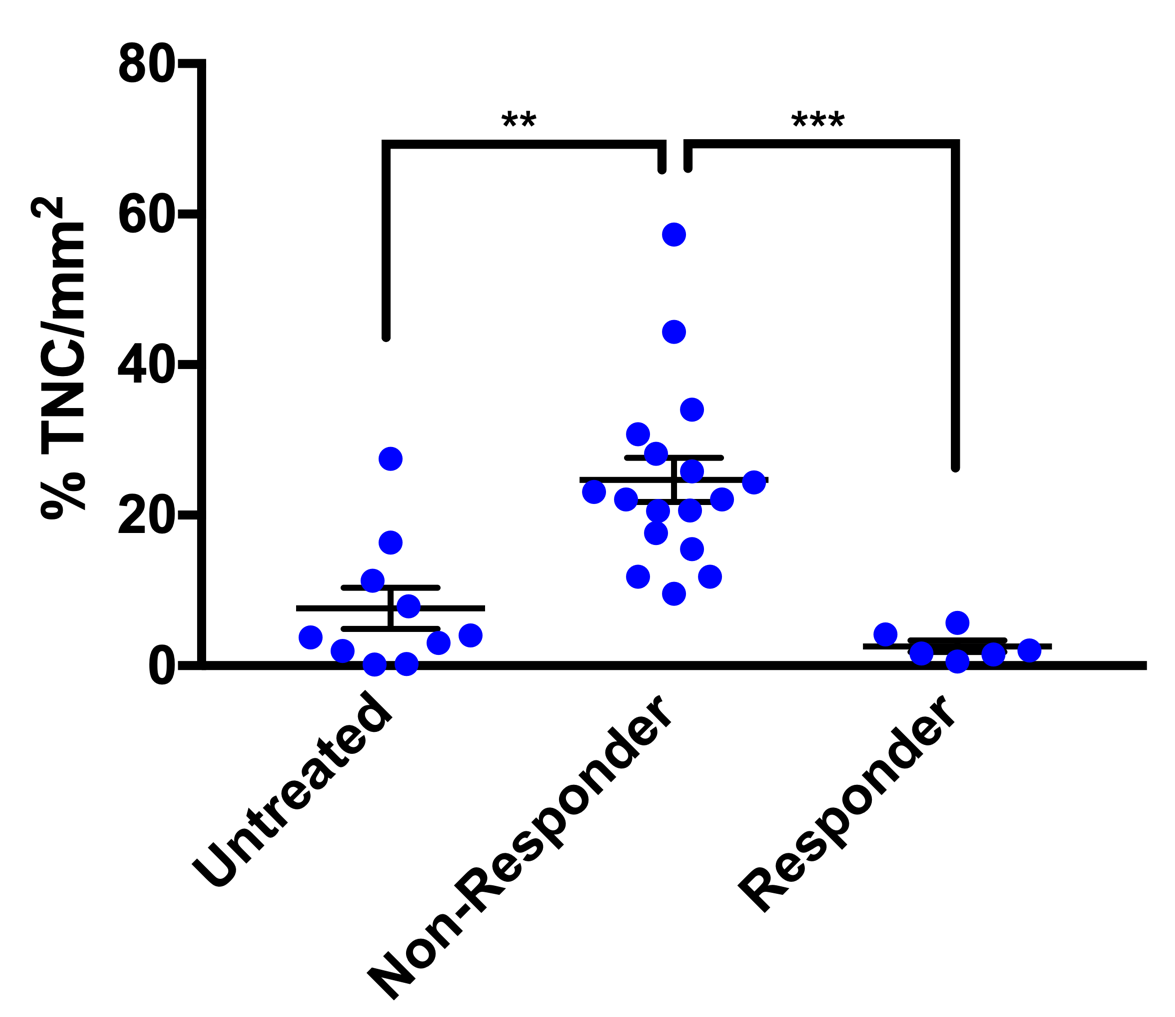 % TNC/mm²
80
60
40
20
0
**
***
Untreated
Non-Responder
Responder